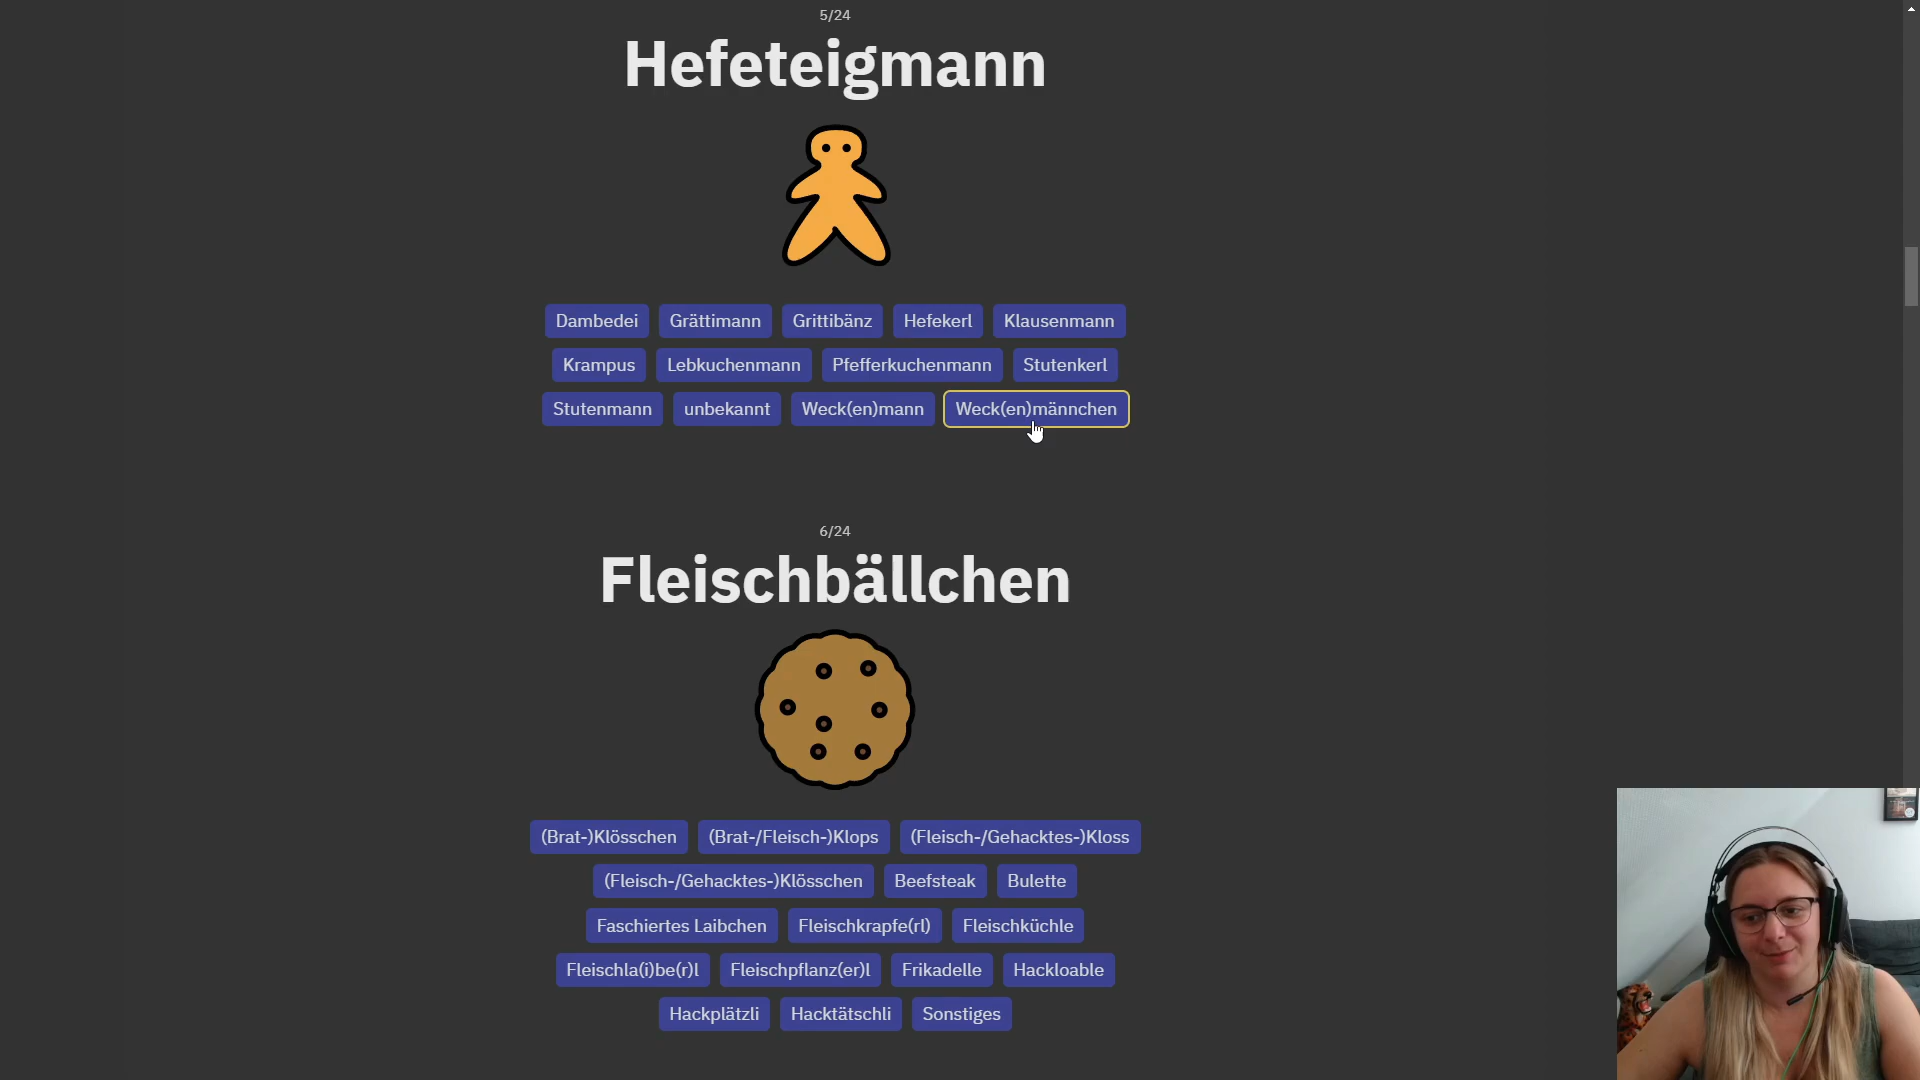 5/24
Hefeteigmann
Dambedei Grättimann Grittibänz Hefekerl Klausenmann
Krampus Lebkuchenmann Pfefferkuchenmann Stutenkerl
Stutenmann unbekannt Weck(en)mann Weck(en)männchen
6/24
Fleischbällchen
(Brat-)Klösschen (Brat-/Fleisch-)Klops (Fleisch-/Gehacktes-)Kloss
(Fleisch-/Gehacktes-)Klösschen Beefsteak Bulette
Faschiertes Laibchen Fleischkrapfe(rl) Fleischküchle
Fleischla(i)be(r)l Fleischpflanz(er)l Frikadelle Hackloable
Hackplätzli Hacktätschli Sonstiges